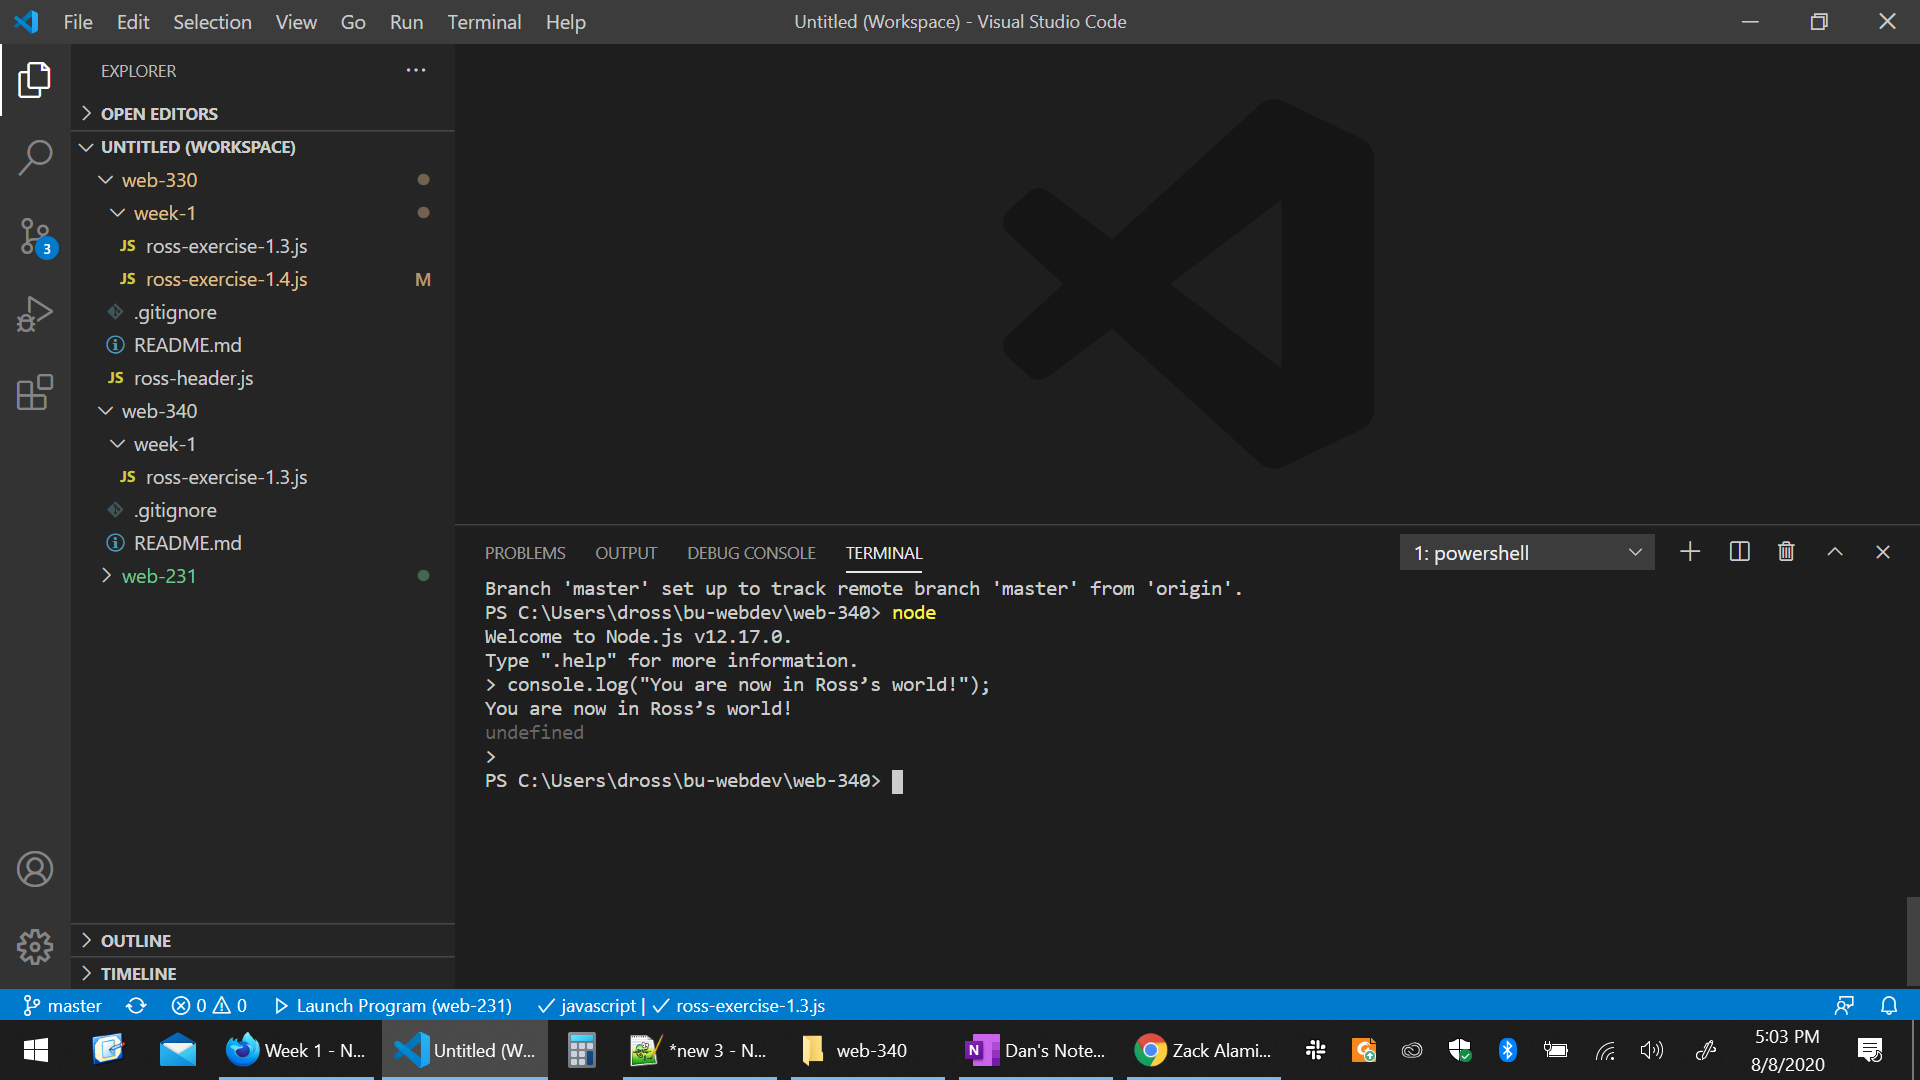 File Edit Selection View Go Run Terminal Help
Untitled (Workspace) - Visual Studio Code
EXPLORER
OPEN EDITORS
UNTITLED (WORKSPACE)
web-330
week-1
JS ross-exercise-1.3.js
JS ross-exercise-1.4.js M
.gitignore
README.md
JS ross-header.js
web-340
week-1
JS ross-exercise-1.3.js
.gitignore
README.md
web-231
3
OUTLINE
TIMELINE
PROBLEMS OUTPUT DEBUG CONSOLE TERMINAL
1: powershell
Branch 'master' set up to track remote branch 'master' from 'origin'.
PS C:\Users\dross\bu-webdev\web-340> node
Welcome to Node.js v12.17.0.
Type ".help" for more information.
> console.log("You are now in Ross’s world!");
You are now in Ross’s world!
undefined
>
PS C:\Users\dross\bu-webdev\web-340>
master 0 0 Launch Program (web-231) javascript | ross-exercise-1.3.js
Week 1 - N... Untitled (W... *new 3 - N... web-340 N Dan's Note... Zack Alami...
5:03 PM
8/8/2020